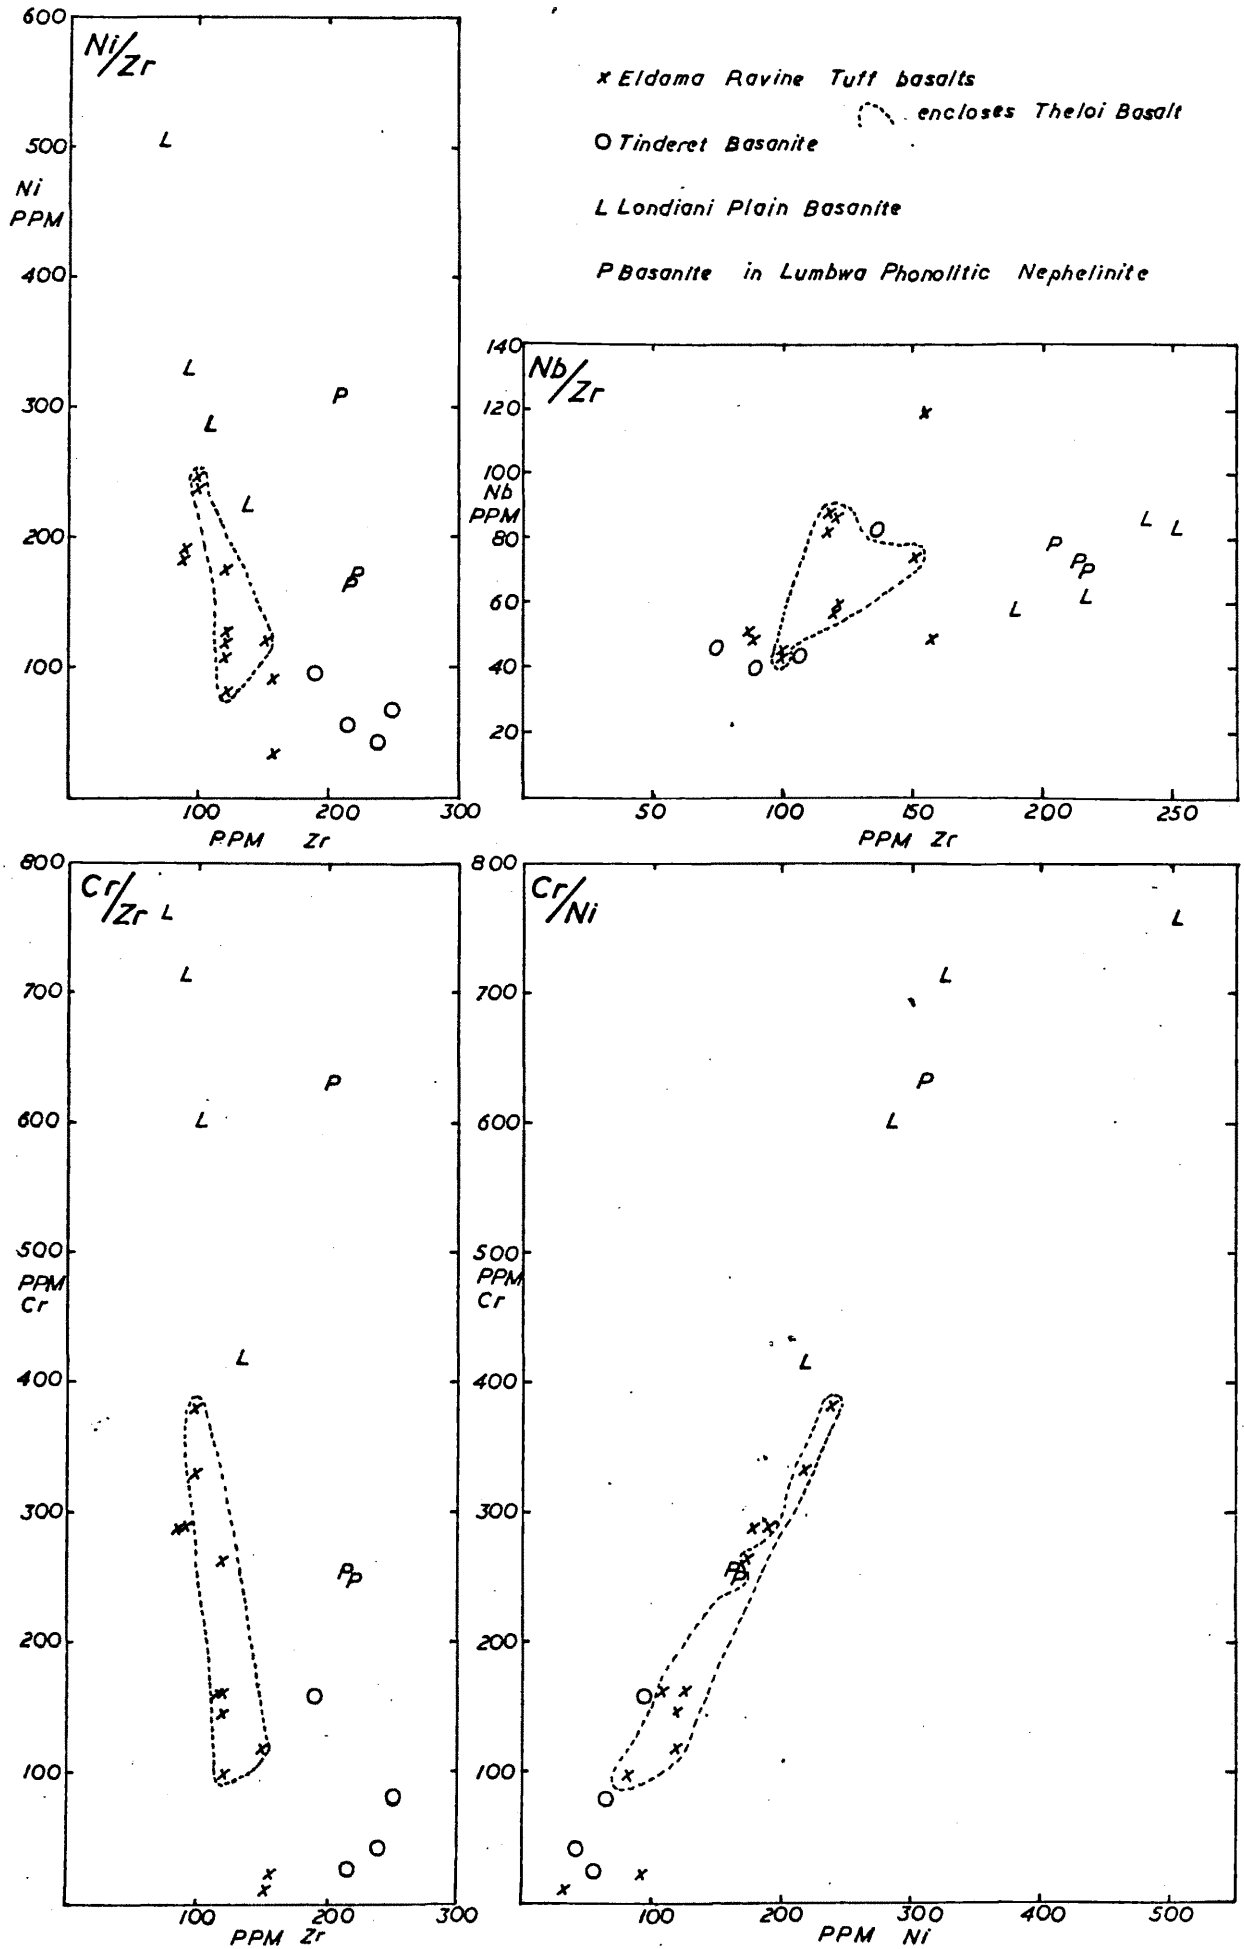 Ni/Zr
600
500
Ni
PPM
400
300
200
100
100 200 300
PPM Zr
x Eldama Ravine Tuff basalts
encloses Theloi Basalt
O Tinderet Basanite
L Londiani Plain Basanite
P Basanite in Lumbwa Phonolitic Nephelinite
Nb/Zr
140
120
100
Nb
PPM
80
60
40
20
50 100 150 200 250
PPM Zr
Cr/Zr
800
700
600
500
PPM
Cr
400
300
200
100
100 200 300
PPM Zr
Cr/Ni
800
700
600
500
PPM
Cr
400
300
200
100
100 200 300 400 500
PPM Ni